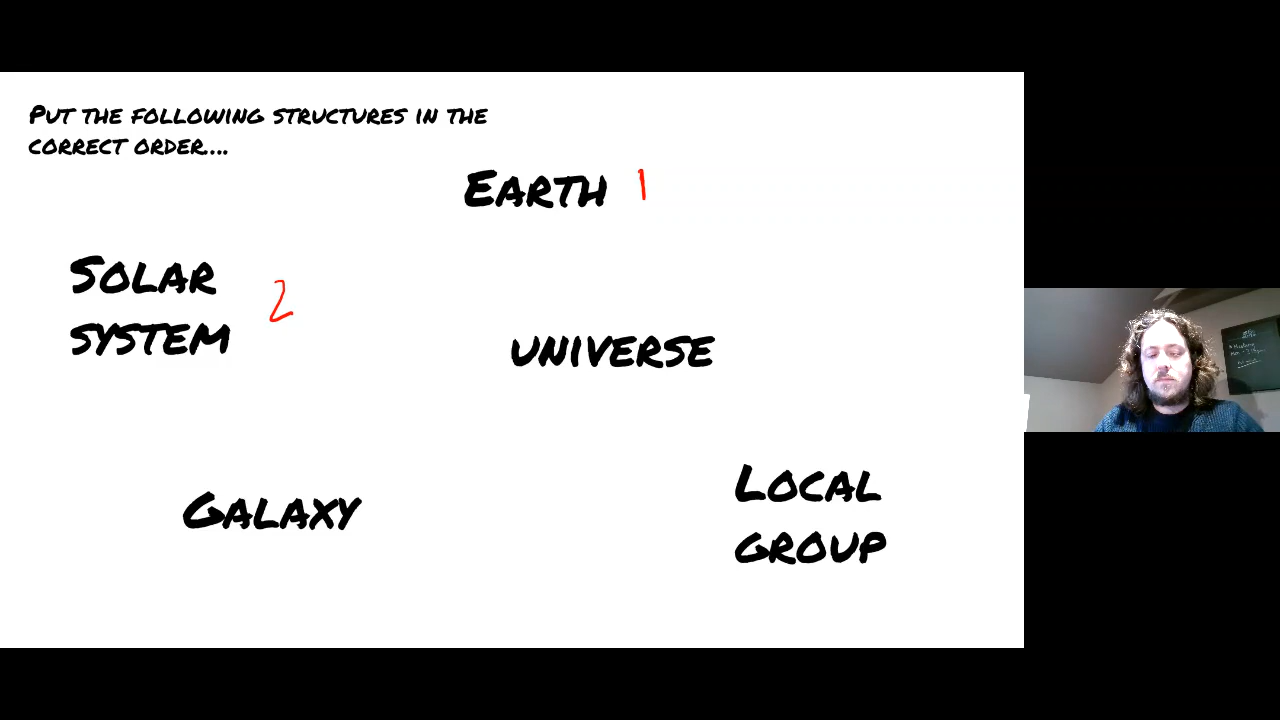 Put the following structures in the
correct order....
Earth 1
Solar
system 2
universe
Local
group
Galaxy